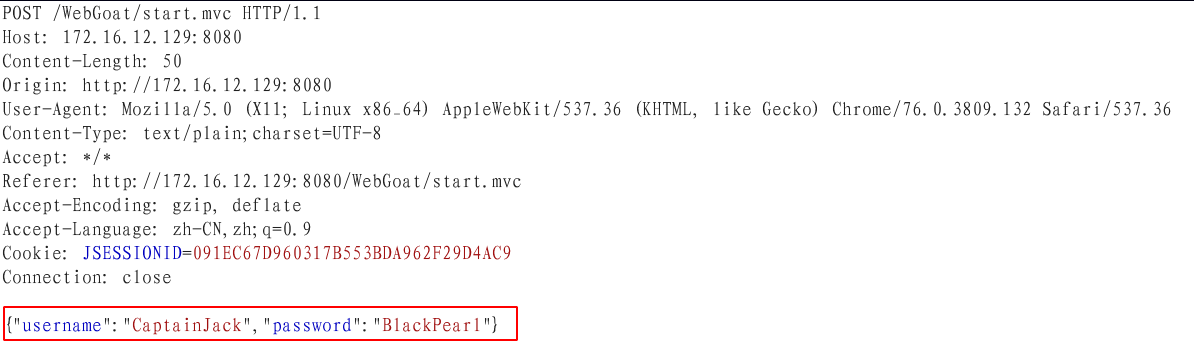 POST /WebGoat/start.mvc HTTP/1.1
Host: 172.16.12.129:8080
Content-Length: 50
Origin: http://172.16.12.129:8080
User-Agent: Mozilla/5.0 (X11; Linux x86_64) AppleWebKit/537.36 (KHTML, like Gecko) Chrome/76.0.3809.132 Safari/537.36
Content-Type: text/plain;charset=UTF-8
Accept: */*
Referer: http://172.16.12.129:8080/WebGoat/start.mvc
Accept-Encoding: gzip, deflate
Accept-Language: zh-CN,zh;q=0.9
Cookie: JSESSIONID=091EC67D960317B553BDA962F29D4AC9
Connection: close
{"username":"CaptainJack","password":"BlackPearl"}